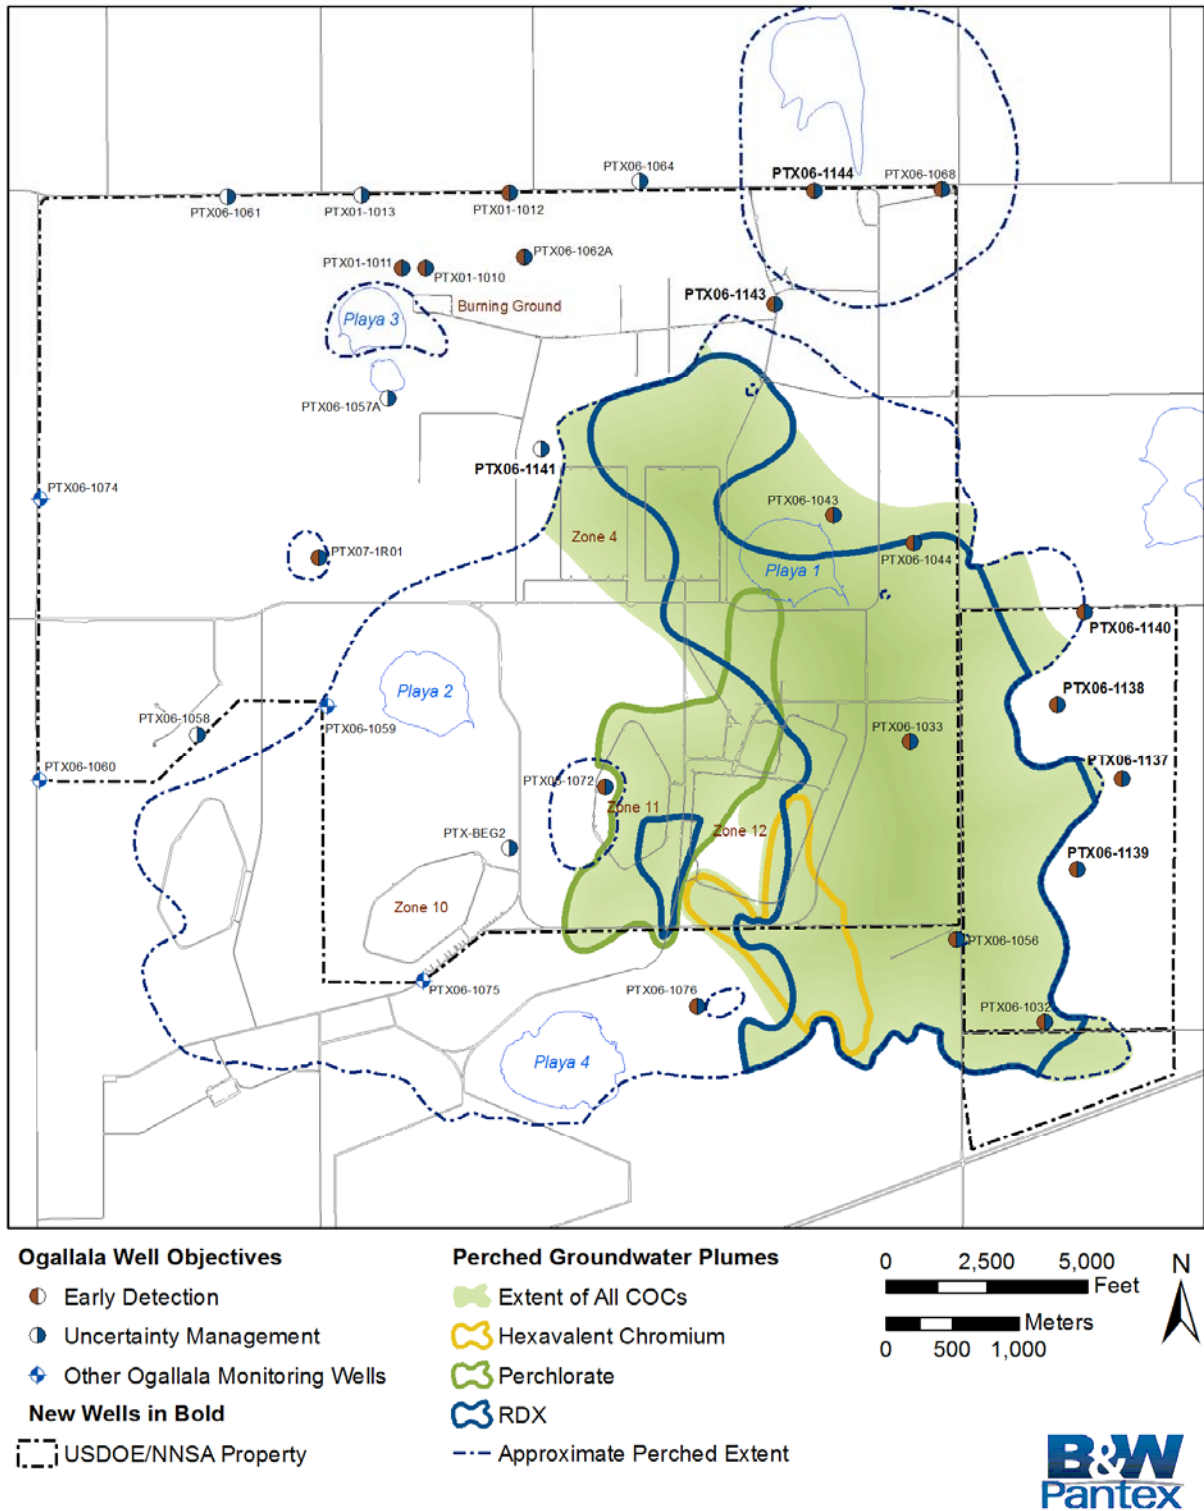 PTX06-1064
PTX06-1144
PTX06-1068
PTX06-1061
PTX01-1013
PTX01-1012
PTX06-1062A
PTX01-1011
PTX01-1010
PTX06-1143
Burning Ground
Playa 3
PTX06-1057A
PTX06-1141
PTX06-1074
PTX06-1043
Zone 4
PTX07-1R01
PTX06-1044
Playa 1
PTX06-1140
Playa 2
PTX06-1138
PTX06-1058
PTX06-1059
PTX06-1033
PTX06-1137
PTX06-1060
PTX08-1072
Zone 11
Zone 12
PTX-BEG2
PTX06-1139
Zone 10
PTX06-1056
PTX06-1075
PTX06-1076
PTX06-1032
Playa 4
Ogallala Well Objectives
Early Detection
Uncertainty Management
Other Ogallala Monitoring Wells
New Wells in Bold
USDOE/NNSA Property
Perched Groundwater Plumes
Extent of All COCs
Hexavalent Chromium
Perchlorate
RDX
Approximate Perched Extent
0 2,500 5,000
Feet
Meters
0 500 1,000
N
B&W
Pantex